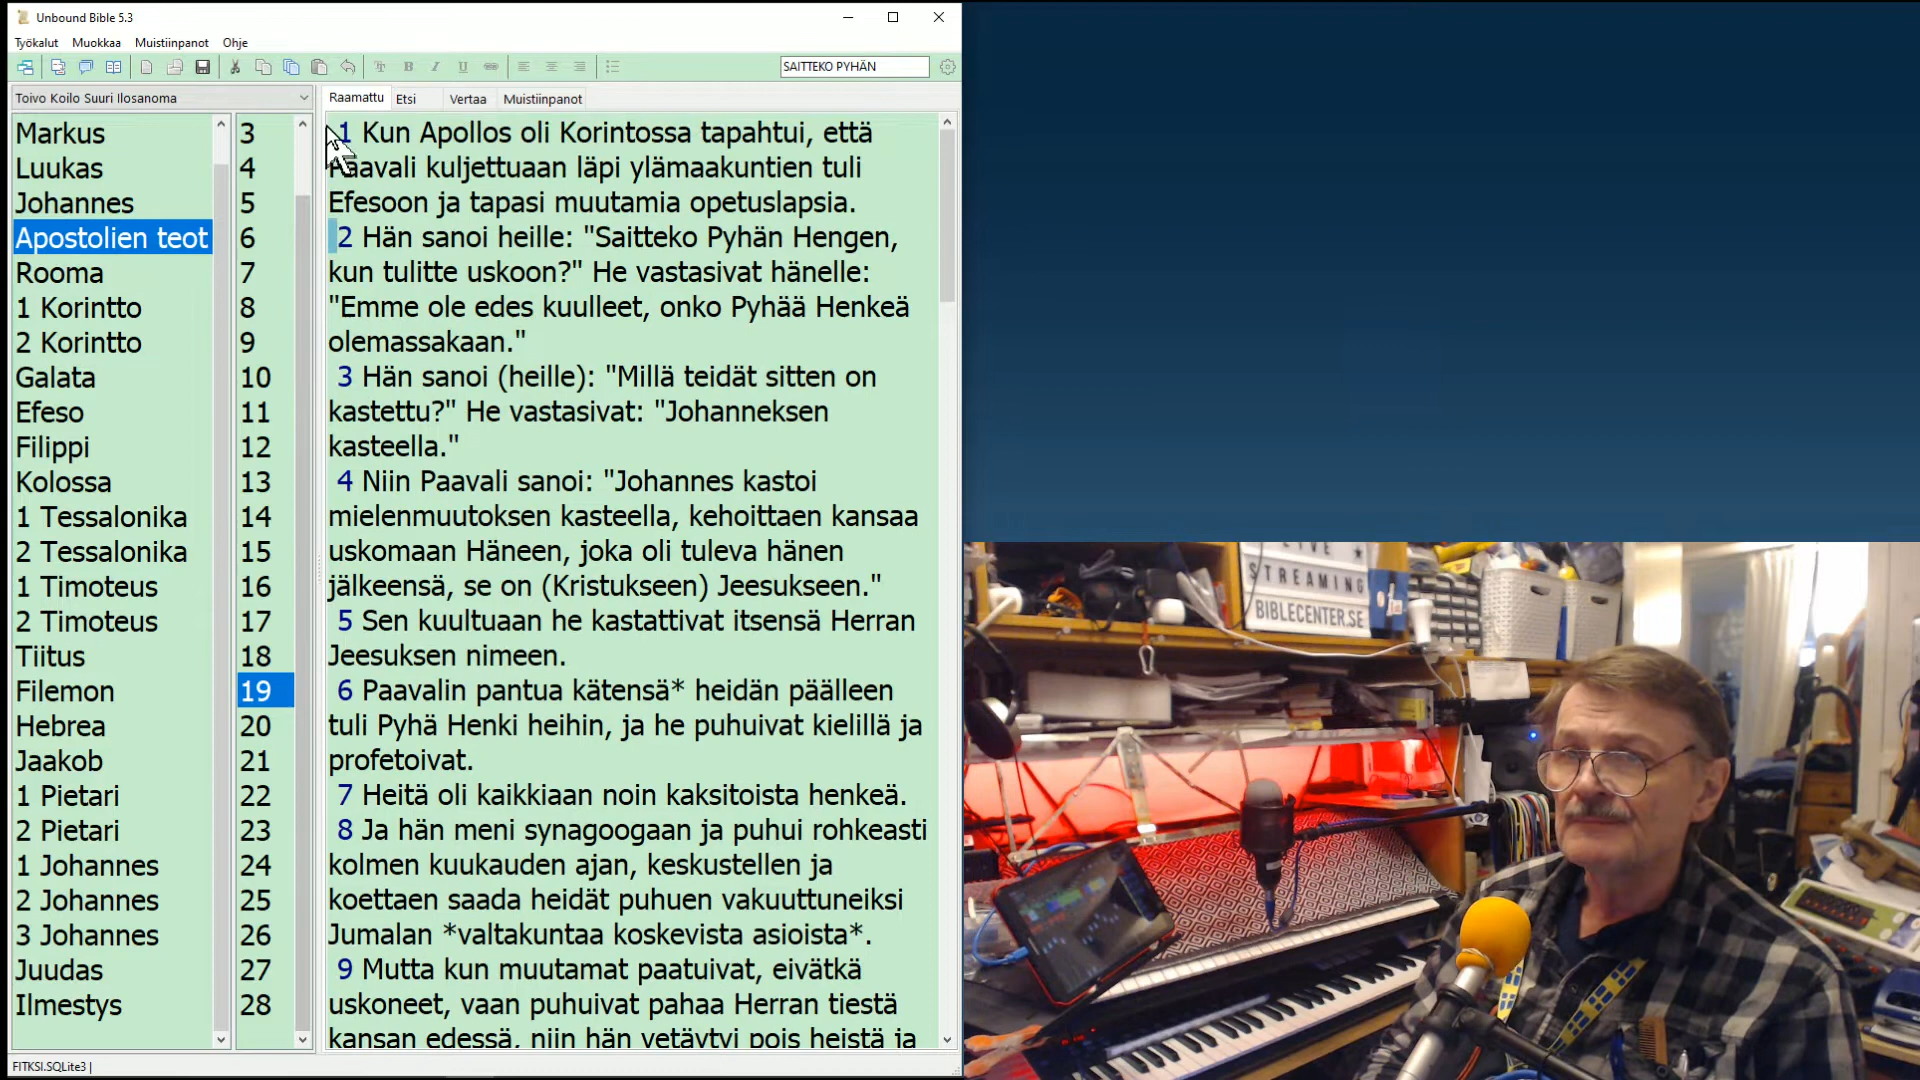 Unbound Bible 5.3
Työkalut Muokkaa Muistiinpanot Ohje
SAITTEKO PYHÄN
Toivo Koilo Suuri Ilosanoma
Raamattu Etsi Vertaa Muistiinpanot
Markus
Luukas
Johannes
Apostolien teot
Rooma
1 Korintto
2 Korintto
Galata
Efeso
Filippi
Kolossa
1 Tessalonika
2 Tessalonika
1 Timoteus
2 Timoteus
Tiitus
Filemon
Hebrea
Jaakob
1 Pietari
2 Pietari
1 Johannes
2 Johannes
3 Johannes
Juudas
Ilmestys
3
4
5
6
7
8
9
10
11
12
13
14
15
16
17
18
19
20
21
22
23
24
25
26
27
28
1 Kun Apollos oli Korintossa tapahtui, että
Paavali kuljettuaan läpi ylämaakuntien tuli
Efesoon ja tapasi muutamia opetuslapsia.
2 Hän sanoi heille: "Saitteko Pyhän Hengen,
kun tulitte uskoon?" He vastasivat hänelle:
"Emme ole edes kuulleet, onko Pyhää Henkeä
olemassakaan."
3 Hän sanoi (heille): "Millä teidät sitten on
kastettu?" He vastasivat: "Johanneksen
kasteella."
4 Niin Paavali sanoi: "Johannes kastoi
mielenmuutoksen kasteella, kehoittaen kansaa
uskomaan Häneen, joka oli tuleva hänen
jälkeensä, se on (Kristukseen) Jeesukseen."
5 Sen kuultuaan he kastattivat itsensä Herran
Jeesuksen nimeen.
6 Paavalin pantua kätensä* heidän päälleen
tuli Pyhä Henki heihin, ja he puhuivat kielillä ja
profetoivat.
7 Heitä oli kaikkiaan noin kaksitoista henkeä.
8 Ja hän meni synagoogaan ja puhui rohkeasti
kolmen kuukauden ajan, keskustellen ja
koettaen saada heidät puhuen vakuuttuneiksi
Jumalan *valtakuntaa koskevista asioista*.
9 Mutta kun muutamat paatuivat, eivätkä
uskoneet, vaan puhuivat pahaa Herran tiestä
kansan edessä, niin hän vetäytyi pois heistä ja
FITKSI.SQLite3
LIVE
STREAMING
BIBLECENTER.SE